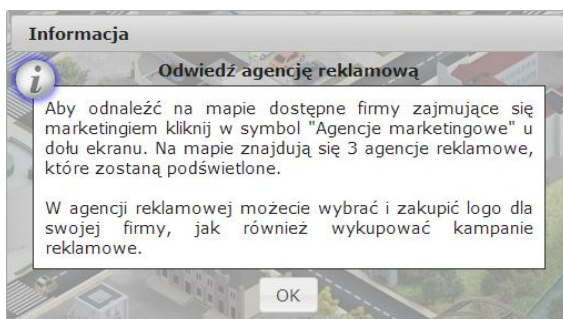 Informacja
Odwiedź agencję reklamową
Aby odnaleźć na mapie dostępne firmy zajmujące się
marketingiem kliknij w symbol "Agencje marketingowe" u
dołu ekranu. Na mapie znajdują się 3 agencje reklamowe,
które zostaną podświetlone.
W agencji reklamowej możecie wybrać i zakupić logo dla
swojej firmy, jak również wykupować kampanie
reklamowe.
OK